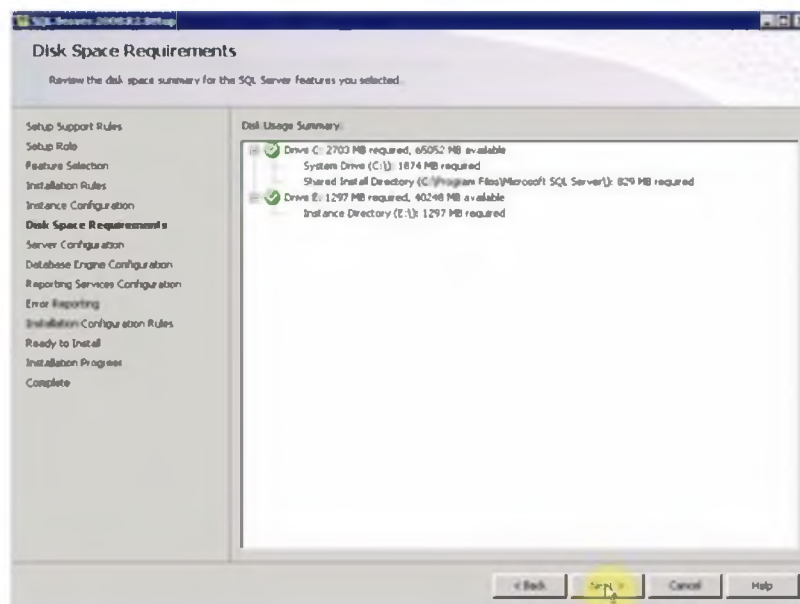 SQL Server 2008 R2 Setup
Disk Space Requirements
Review the disk space summary for the SQL Server features you selected.
Setup Support Rules
Setup Role
Feature Selection
Installation Rules
Instance Configuration
Disk Space Requirements
Server Configuration
Database Engine Configuration
Reporting Services Configuration
Error Reporting
Installation Configuration Rules
Ready to Install
Installation Progress
Complete
Disk Usage Summary:
Drive C: 2703 MB required, 65052 MB available
System Drive (C:\): 1874 MB required
Shared Install Directory (C:\Program Files\Microsoft SQL Server\): 829 MB required
Drive E: 1297 MB required, 40248 MB available
Instance Directory (E:\): 1297 MB required
< Back
Next >
Cancel
Help